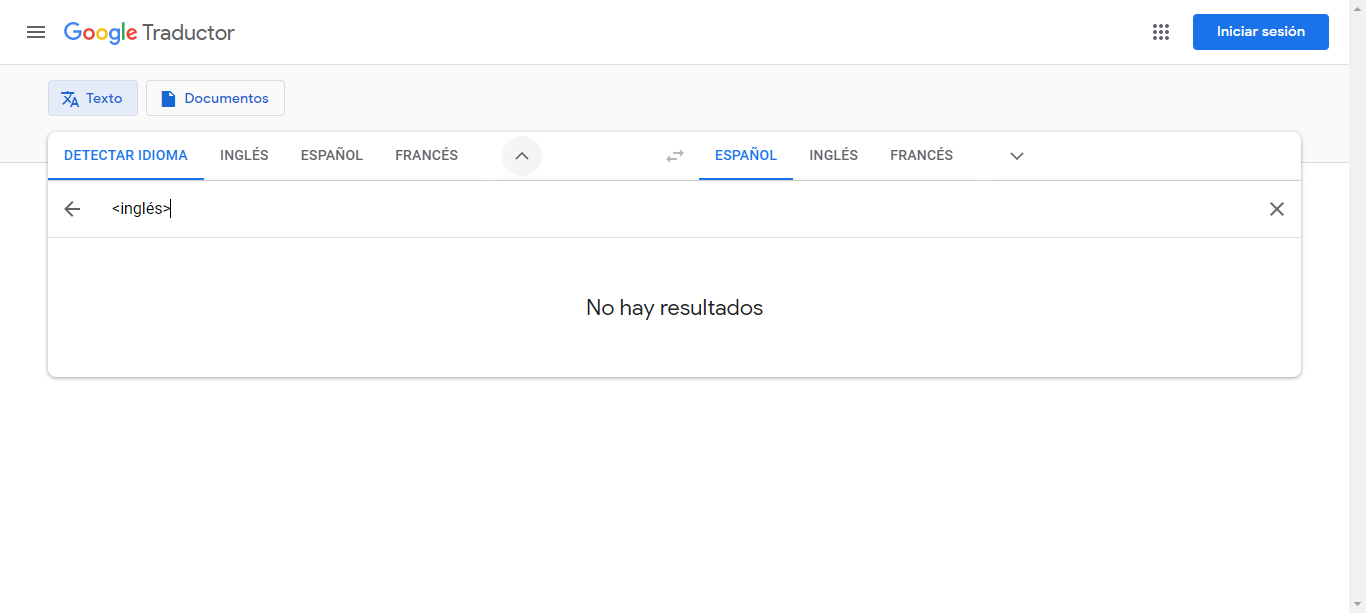 Google Traductor
Iniciar sesión
Texto
Documentos
DETECTAR IDIOMA INGLÉS ESPAÑOL FRANCÉS ESPAÑOL INGLÉS FRANCÉS
<inglés>
No hay resultados